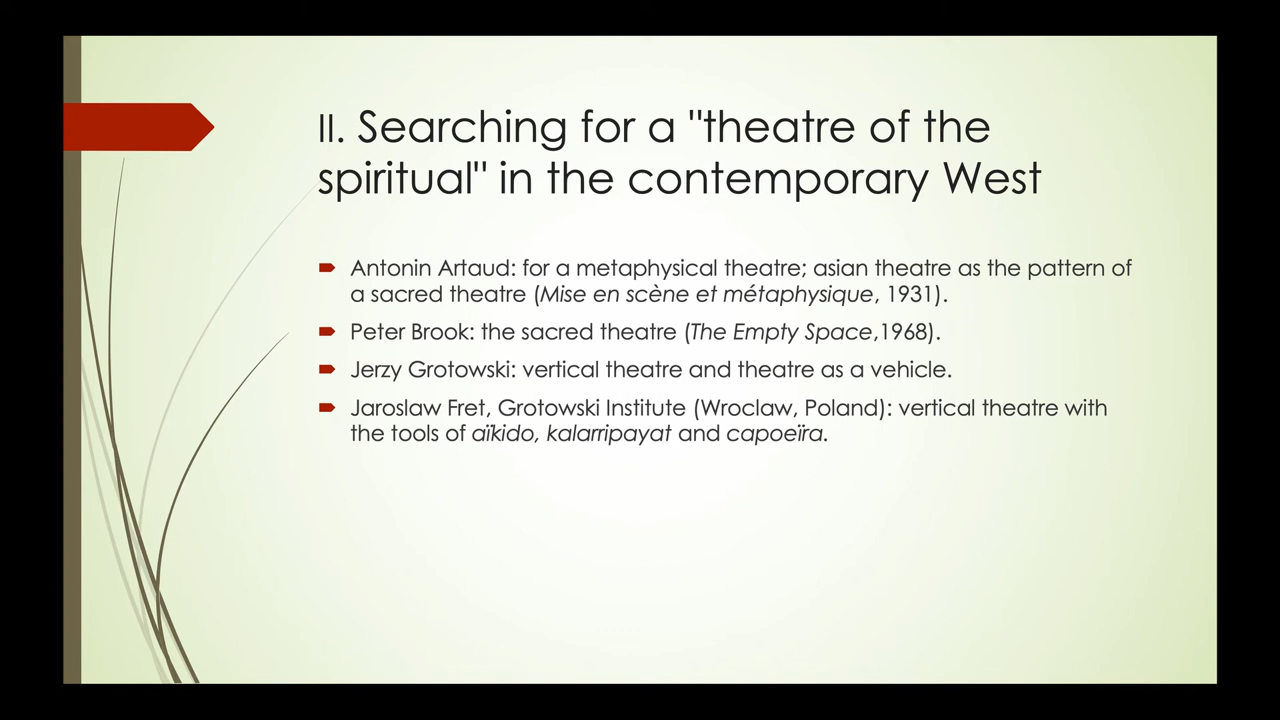 II. Searching for a "theatre of the
spiritual" in the contemporary West
Antonin Artaud: for a metaphysical theatre; asian theatre as the pattern of
a sacred theatre (Mise en scène et métaphysique, 1931).
Peter Brook: the sacred theatre (The Empty Space,1968).
Jerzy Grotowski: vertical theatre and theatre as a vehicle.
Jaroslaw Fret, Grotowski Institute (Wroclaw, Poland): vertical theatre with
the tools of aïkido, kalarripayat and capoeïra.